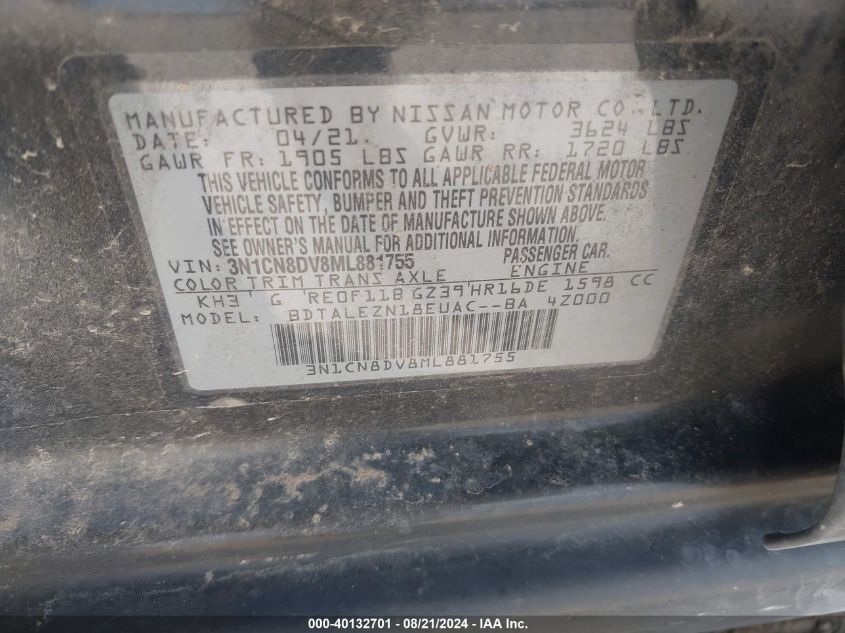 MANUFACTURED BY NISSAN MOTOR CO., LTD.
DATE: 04/21. GVWR: 3624 LBS
GAWR FR: 1905 LBS GAWR RR: 1720 LBS
THIS VEHICLE CONFORMS TO ALL APPLICABLE FEDERAL MOTOR
VEHICLE SAFETY, BUMPER AND THEFT PREVENTION STANDARDS
IN EFFECT ON THE DATE OF MANUFACTURE SHOWN ABOVE.
SEE OWNER'S MANUAL FOR ADDITIONAL INFORMATION.
VIN: 3N1CN8DV8ML881755 PASSENGER CAR.
COLOR TRIM TRANS AXLE ENGINE
KH3 G RE0F11B GZ39 HR16DE 1598 CC
MODEL: BDTALEZN18EUAC--BA 4Z000
3N1CN8DV8ML881755
000-40132701 - 08/21/2024 - IAA Inc.